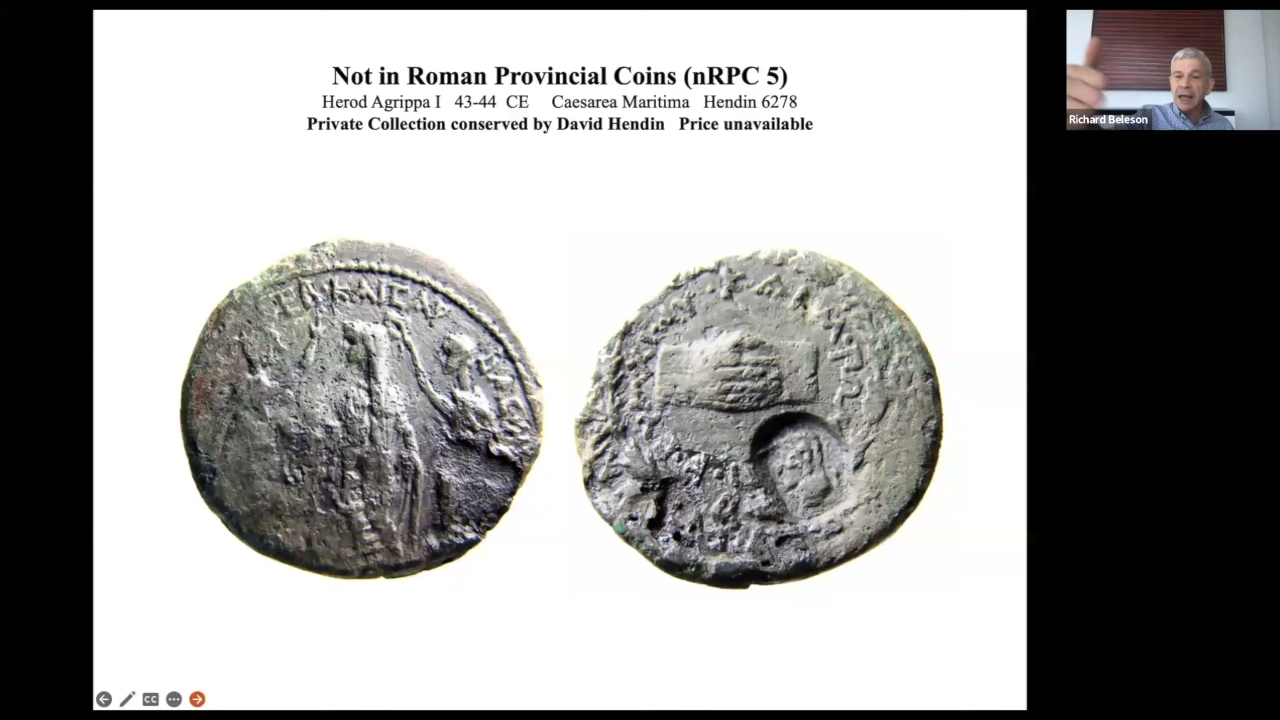 Not in Roman Provincial Coins (nRPC 5)
Herod Agrippa I 43-44 CE Caesarea Maritima Hendin 6278
Private Collection conserved by David Hendin Price unavailable
Richard Beleson
CC